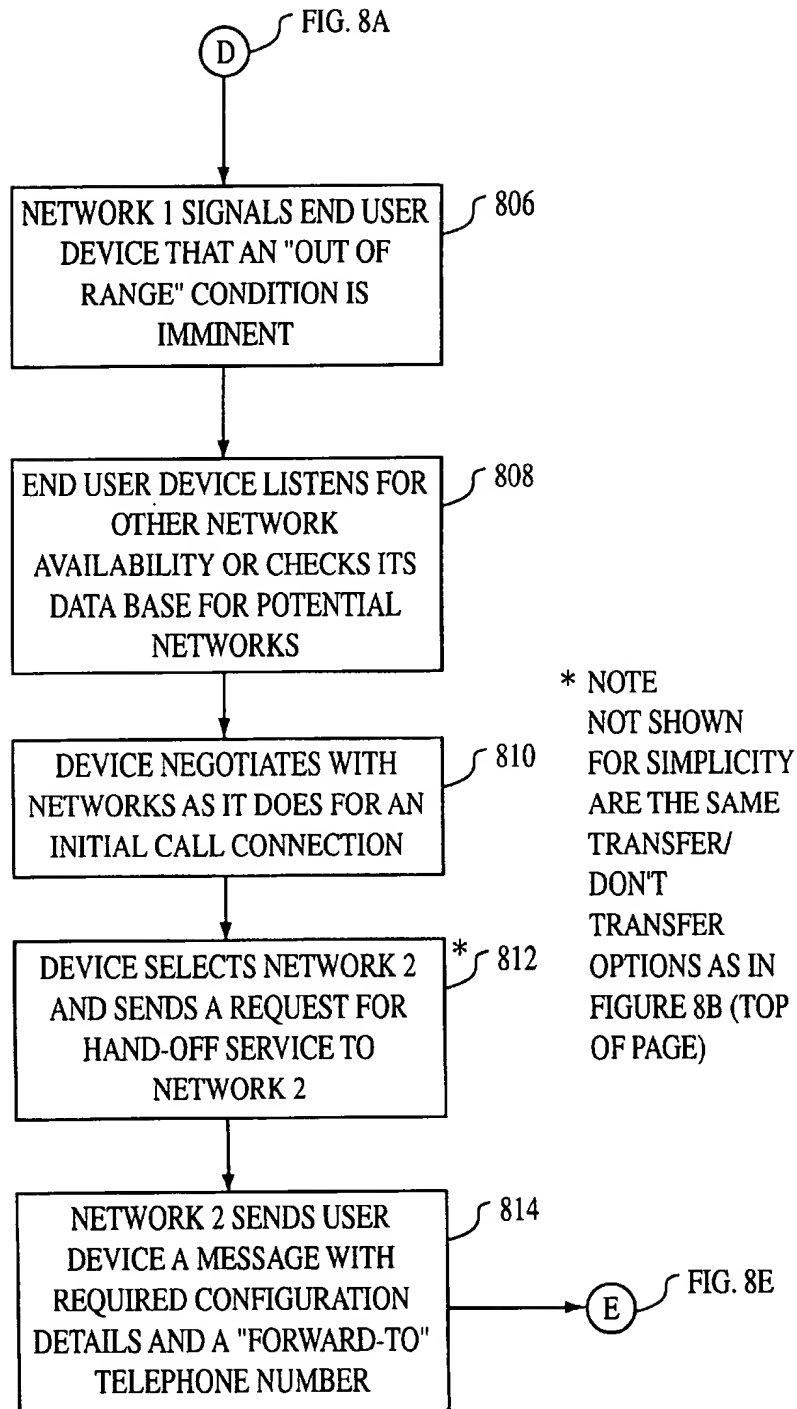 FIG. 8A
D
NETWORK 1 SIGNALS END USER
DEVICE THAT AN "OUT OF
RANGE" CONDITION IS
IMMINENT
806
END USER DEVICE LISTENS FOR
OTHER NETWORK
AVAILABILITY OR CHECKS ITS
DATA BASE FOR POTENTIAL
NETWORKS
808
DEVICE NEGOTIATES WITH
NETWORKS AS IT DOES FOR AN
INITIAL CALL CONNECTION
810
DEVICE SELECTS NETWORK 2
AND SENDS A REQUEST FOR
HAND-OFF SERVICE TO
NETWORK 2
* 812
* NOTE
NOT SHOWN
FOR SIMPLICITY
ARE THE SAME
TRANSFER/
DON'T
TRANSFER
OPTIONS AS IN
FIGURE 8B (TOP
OF PAGE)
NETWORK 2 SENDS USER
DEVICE A MESSAGE WITH
REQUIRED CONFIGURATION
DETAILS AND A "FORWARD-TO"
TELEPHONE NUMBER
814
E
FIG. 8E